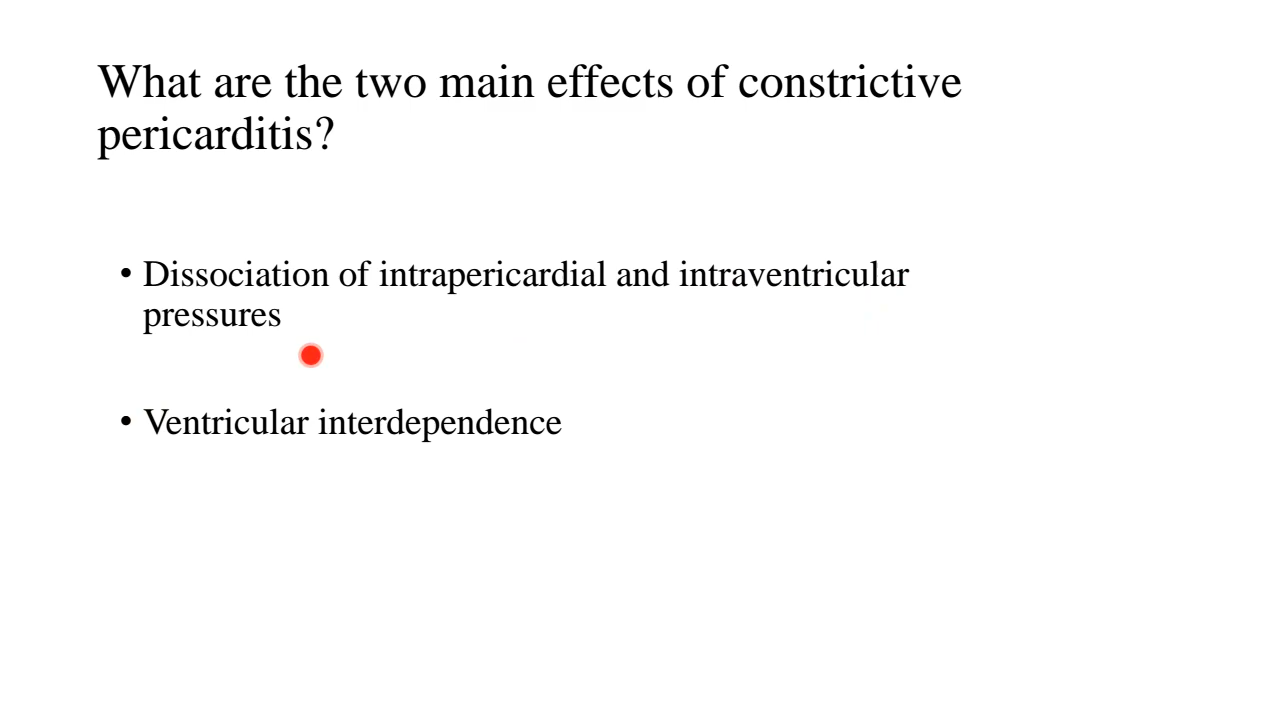 What are the two main effects of constrictive
pericarditis?
• Dissociation of intrapericardial and intraventricular
pressures
• Ventricular interdependence